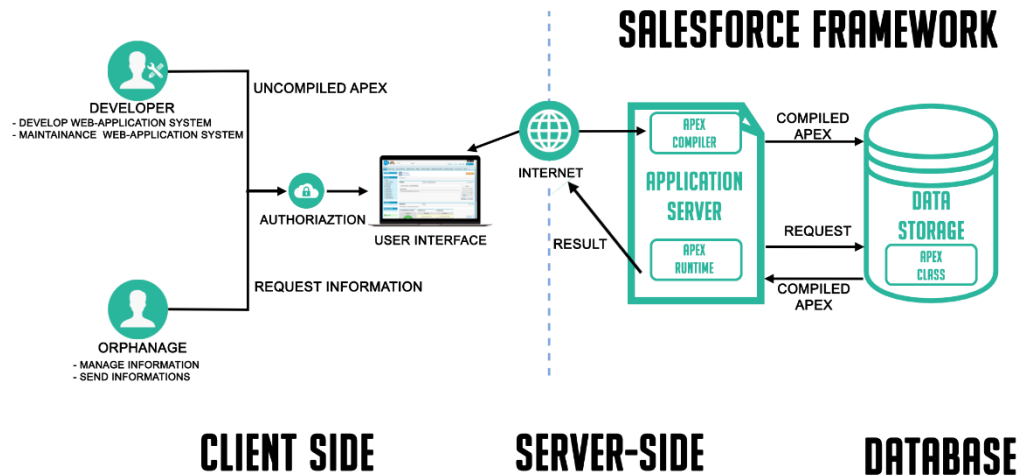 SALESFORCE FRAMEWORK
DEVELOPER
- DEVELOP WEB-APPLICATION SYSTEM
- MAINTAINANCE WEB-APPLICATION SYSTEM
UNCOMPILED APEX
AUTHORIAZTION
USER INTERFACE
REQUEST INFORMATION
ORPHANAGE
- MANAGE INFORMATION
- SEND INFORMATIONS
INTERNET
RESULT
APEX
COMPILER
APPLICATION
SERVER
APEX
RUNTIME
COMPILED
APEX
REQUEST
COMPILED
APEX
DATA
STORAGE
APEX
CLASS
CLIENT SIDE
SERVER-SIDE
DATABASE